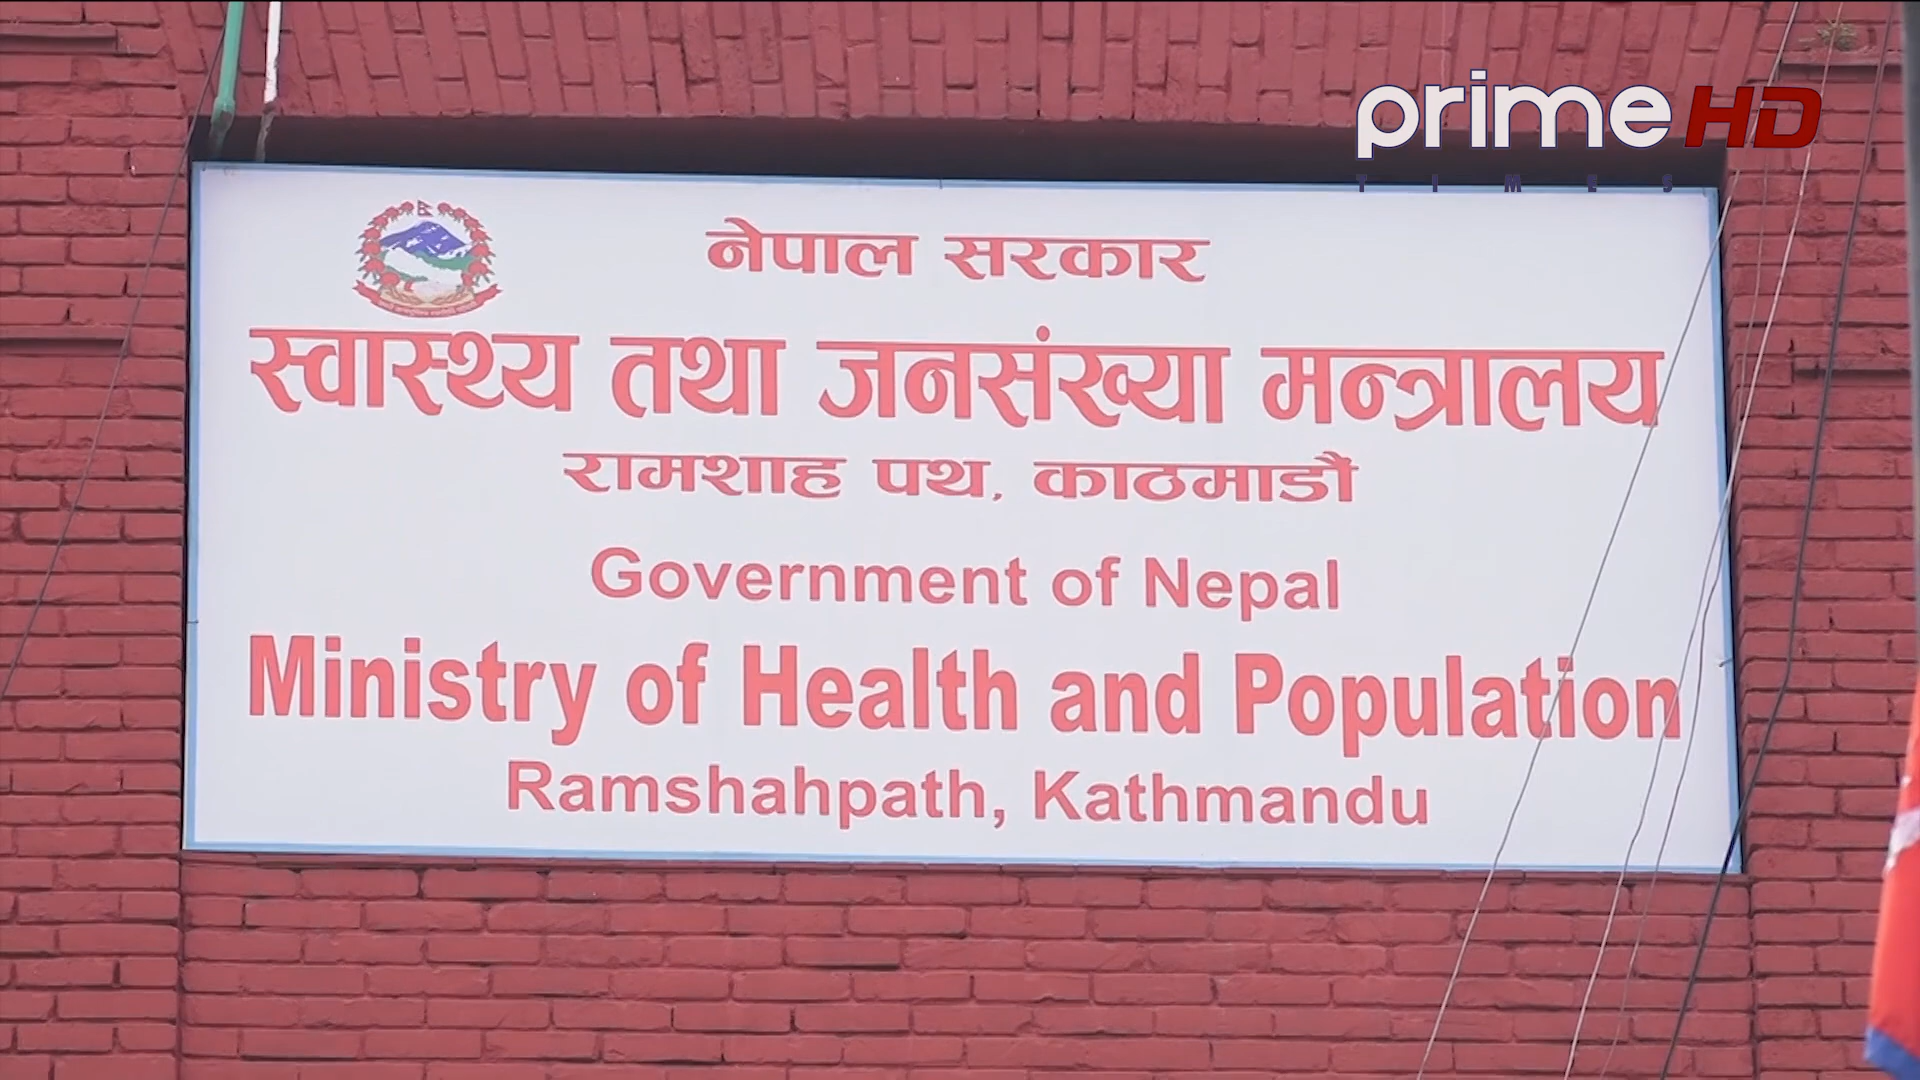 prime HD
TIMES
नेपाल सरकार
स्वास्थ्य तथा जनसंख्या मन्त्रालय
रामशाह पथ, काठमाडौं
Government of Nepal
Ministry of Health and Population
Ramshahpath, Kathmandu